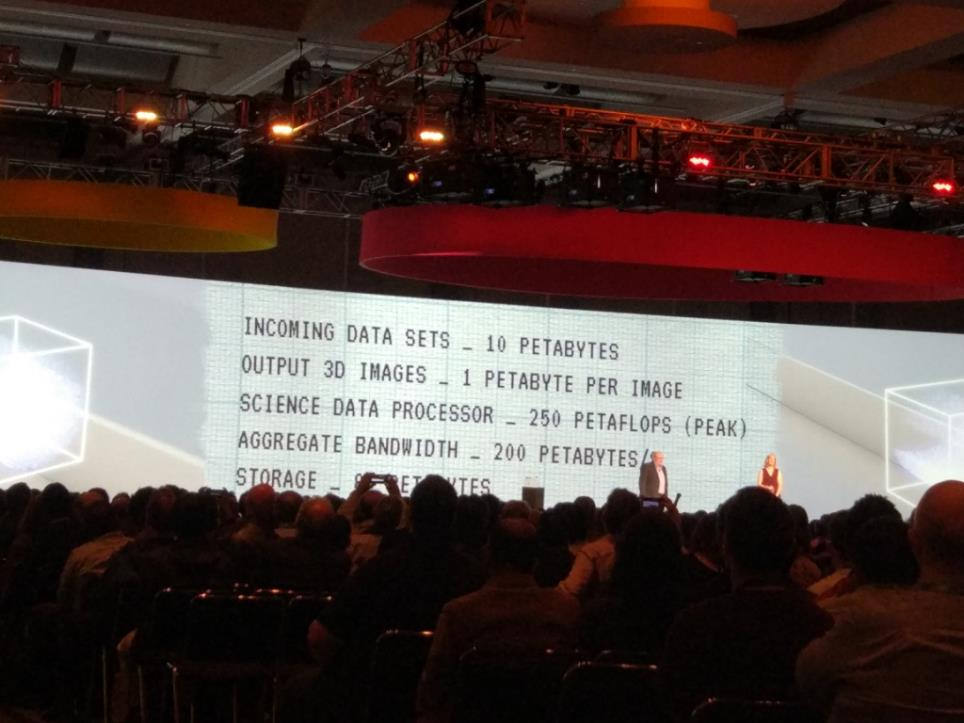 INCOMING DATA SETS _ 10 PETABYTES
OUTPUT 3D IMAGES _ 1 PETABYTE PER IMAGE
SCIENCE DATA PROCESSOR _ 250 PETAFLOPS (PEAK)
AGGREGATE BANDWIDTH _ 200 PETABYTES/
STORAGE _